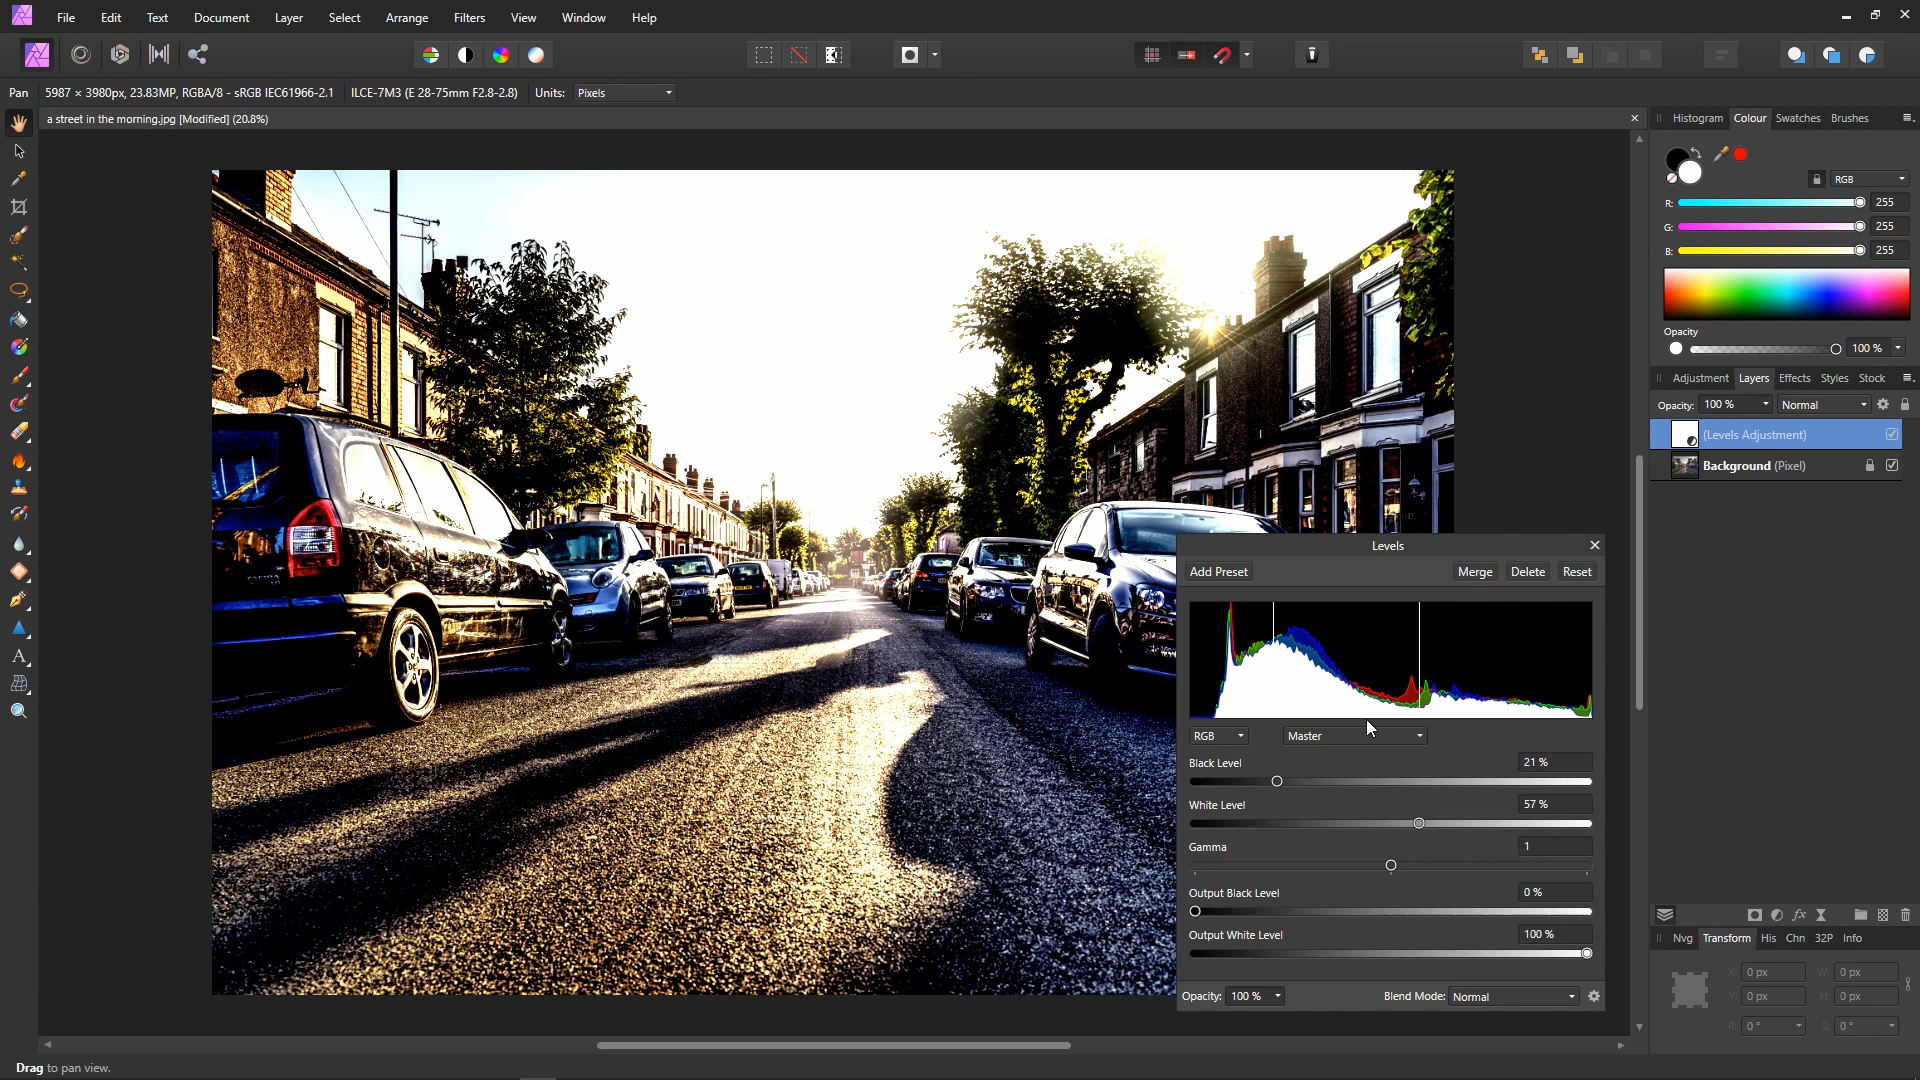 File Edit Text Document Layer Select Arrange Filters View Window Help
Pan 5987 × 3980px, 23.83MP, RGBA/8 - sRGB IEC61966-2.1 ILCE-7M3 (E 28-75mm F2.8-2.8) Units: Pixels
a street in the morning.jpg [Modified] (20.8%)
Histogram Colour Swatches Brushes
RGB
R: 255
G: 255
B: 255
Opacity
100 %
Adjustment Layers Effects Styles Stock
Opacity: 100 % Normal
(Levels Adjustment)
Background (Pixel)
Levels
Add Preset Merge Delete Reset
RGB Master
Black Level 21 %
White Level 57 %
Gamma 1
Output Black Level 0 %
Output White Level 100 %
Opacity: 100 % Blend Mode: Normal
fx
Nvg Transform His Chn 32P Info
X: 0 px W: 0 px
Y: 0 px H: 0 px
R: 0 ° S: 0 °
Drag to pan view.